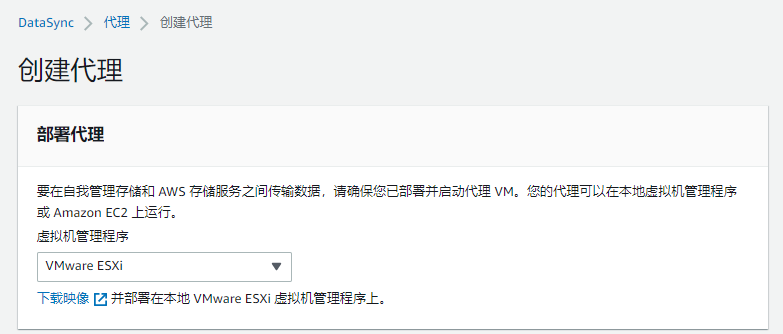 DataSync > 代理 > 创建代理
创建代理
部署代理
要在自我管理存储和 AWS 存储服务之间传输数据，请确保您已部署并启动代理 VM。您的代理可以在本地虚拟机管理程序
或 Amazon EC2 上运行。
虚拟机管理程序
VMware ESXi
下载映像 并部署在本地 VMware ESXi 虚拟机管理程序上。